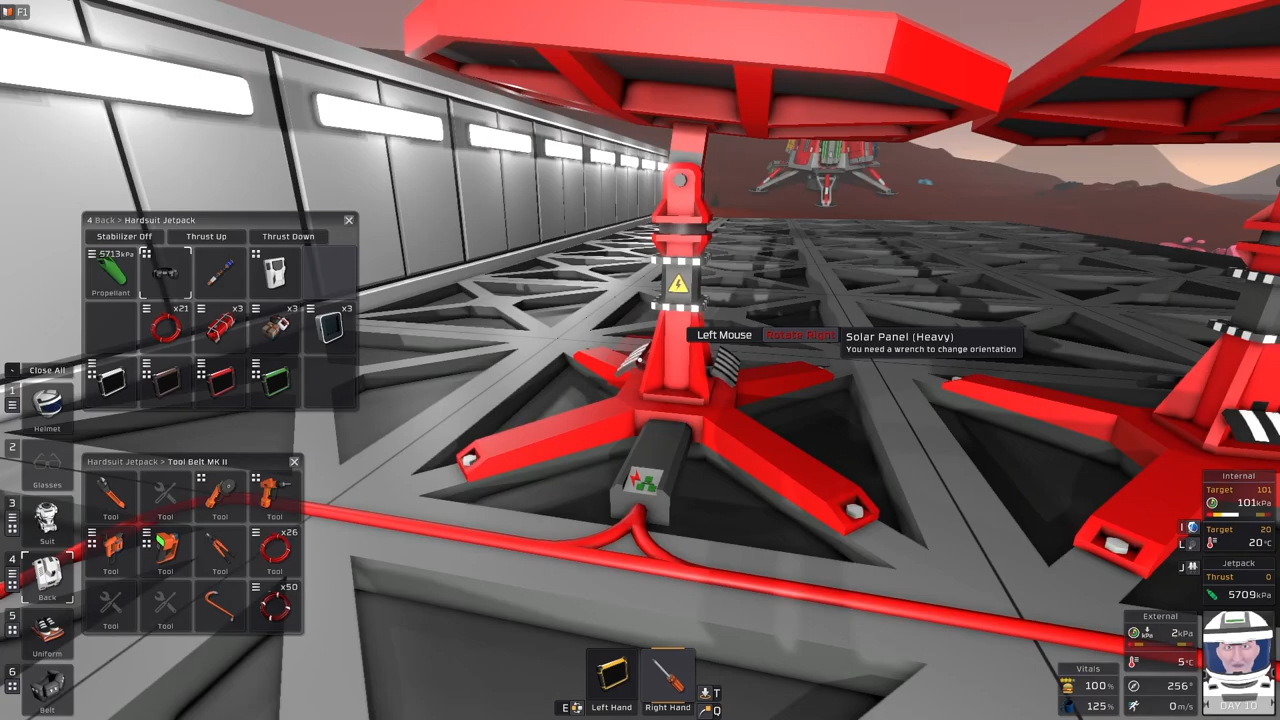 F1
4 Back > Hardsuit Jetpack
Stabilizer Off Thrust Up Thrust Down
5713kPa
Propellant
x21 x3 x3 x3
Close All
1
Helmet
2
Glasses
3
Suit
4
Back
5
Uniform
6
Belt
Hardsuit Jetpack > Tool Belt MK II
Tool Tool Tool Tool
x26
Tool Tool Tool Tool
x50
Tool Tool
Left Mouse Rotate Right Solar Panel (Heavy)
You need a wrench to change orientation
E Left Hand Right Hand T
Q
Internal
Target 101
101kPa
Target 20
20°C
I
L
J
Jetpack
Thrust 0
5709kPa
External
kPa 2kPa
5°C
256°
0m/s
Vitals
100%
125%
DAY 10